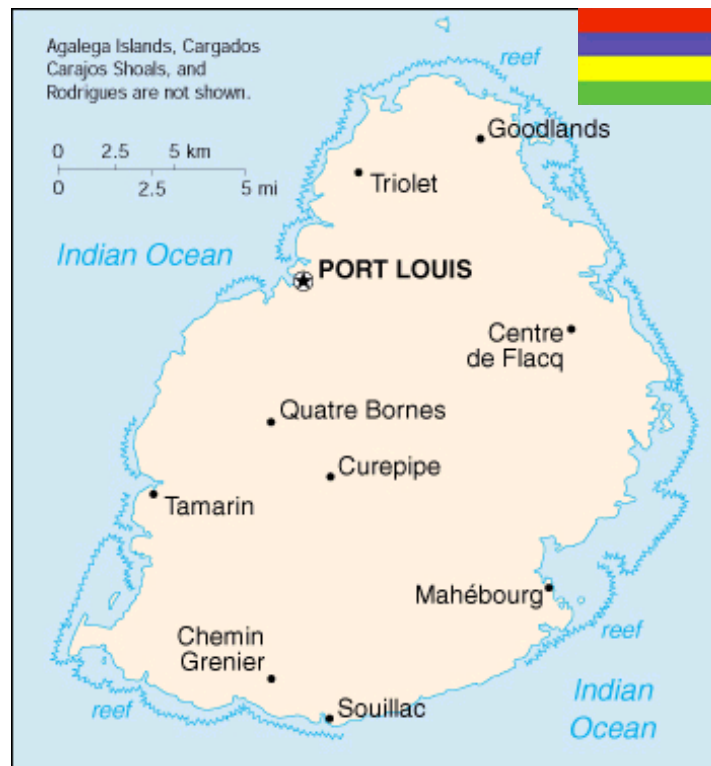 Agalega Islands, Cargados
Carajos Shoals, and
Rodrigues are not shown.
reef
Goodlands
0 2.5 5 km
0 2.5 5 mi
Triolet
Indian Ocean
PORT LOUIS
Centre
de Flacq
Quatre Bornes
Curepipe
Tamarin
Mahébourg
reef
Chemin
Grenier
reef
Souillac
Indian
Ocean